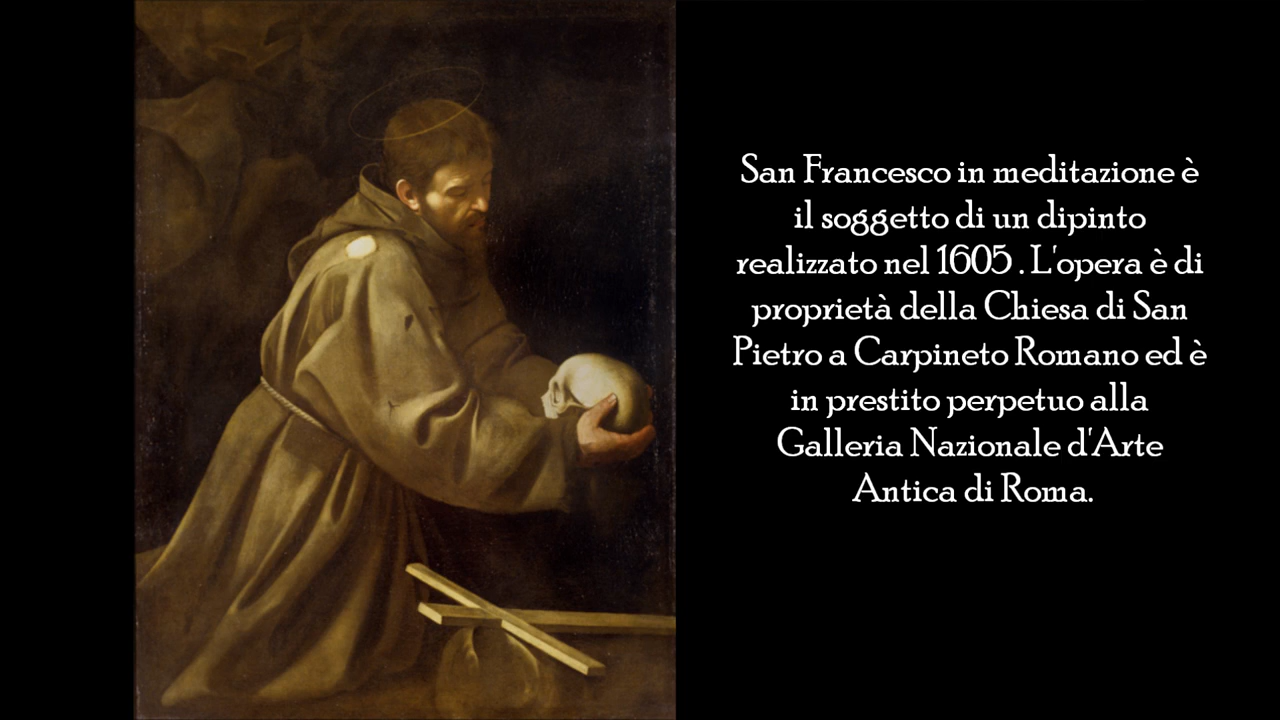 San Francesco in meditazione è
il soggetto di un dipinto
realizzato nel 1605 . L'opera è di
proprietà della Chiesa di San
Pietro a Carpineto Romano ed è
in prestito perpetuo alla
Galleria Nazionale d'Arte
Antica di Roma.